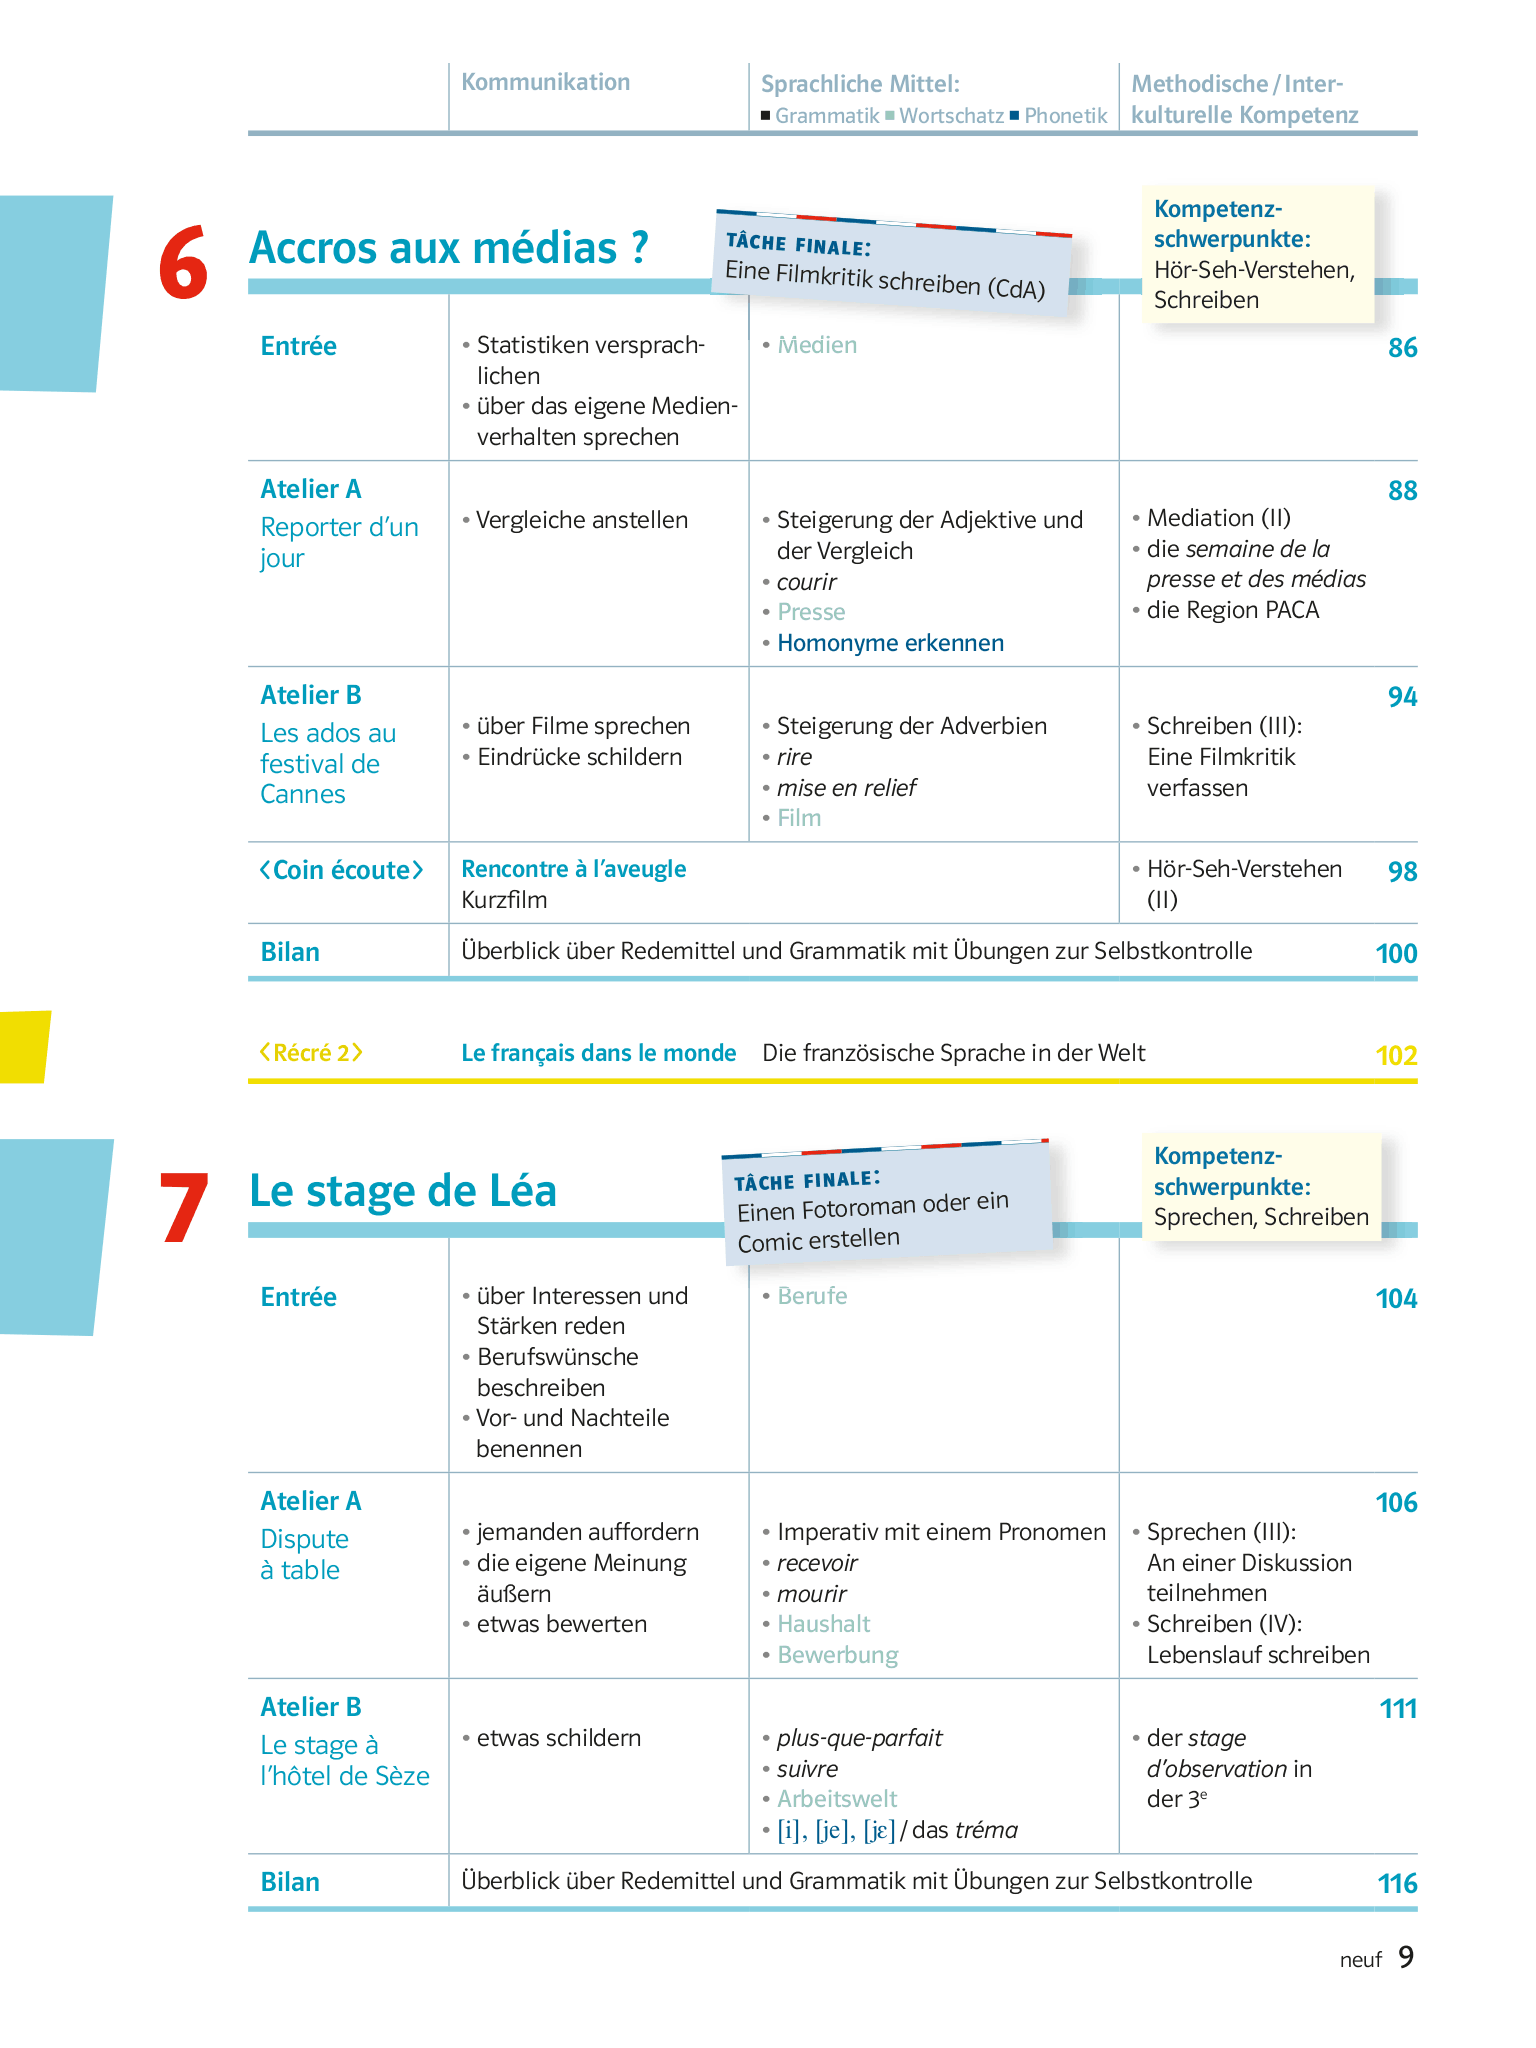 Kommunikation
Sprachliche Mittel:
Grammatik Wortschatz Phonetik
Methodische / Inter-
kulturelle Kompetenz
6 Accros aux médias ?
TÂCHE FINALE:
Eine Filmkritik schreiben (CdA)
Kompetenz-
schwerpunkte:
Hör-Seh-Verstehen,
Schreiben
Entrée
• Statistiken versprach-
lichen
• über das eigene Medien-
verhalten sprechen
• Medien
86
Atelier A
Reporter d’un
jour
• Vergleiche anstellen
• Steigerung der Adjektive und
der Vergleich
• courir
• Presse
• Homonyme erkennen
• Mediation (II)
• die semaine de la
presse et des médias
• die Region PACA
88
Atelier B
Les ados au
festival de
Cannes
• über Filme sprechen
• Eindrücke schildern
• Steigerung der Adverbien
• rire
• mise en relief
• Film
• Schreiben (III):
Eine Filmkritik
verfassen
94
〈Coin écoute〉
Rencontre à l’aveugle
Kurzfilm
• Hör-Seh-Verstehen
(II)
98
Bilan
Überblick über Redemittel und Grammatik mit Übungen zur Selbstkontrolle
100
〈Récré 2〉 Le français dans le monde Die französische Sprache in der Welt 102
7 Le stage de Léa
TÂCHE FINALE:
Einen Fotoroman oder ein
Comic erstellen
Kompetenz-
schwerpunkte:
Sprechen, Schreiben
Entrée
• über Interessen und
Stärken reden
• Berufswünsche
beschreiben
• Vor- und Nachteile
benennen
• Berufe
104
Atelier A
Dispute
à table
• jemanden auffordern
• die eigene Meinung
äußern
• etwas bewerten
• Imperativ mit einem Pronomen
• recevoir
• mourir
• Haushalt
• Bewerbung
• Sprechen (III):
An einer Diskussion
teilnehmen
• Schreiben (IV):
Lebenslauf schreiben
106
Atelier B
Le stage à
l’hôtel de Sèze
• etwas schildern
• plus-que-parfait
• suivre
• Arbeitswelt
• [i], [je], [jɛ] / das tréma
• der stage
d’observation in
der 3ᵉ
111
Bilan
Überblick über Redemittel und Grammatik mit Übungen zur Selbstkontrolle
116
neuf 9